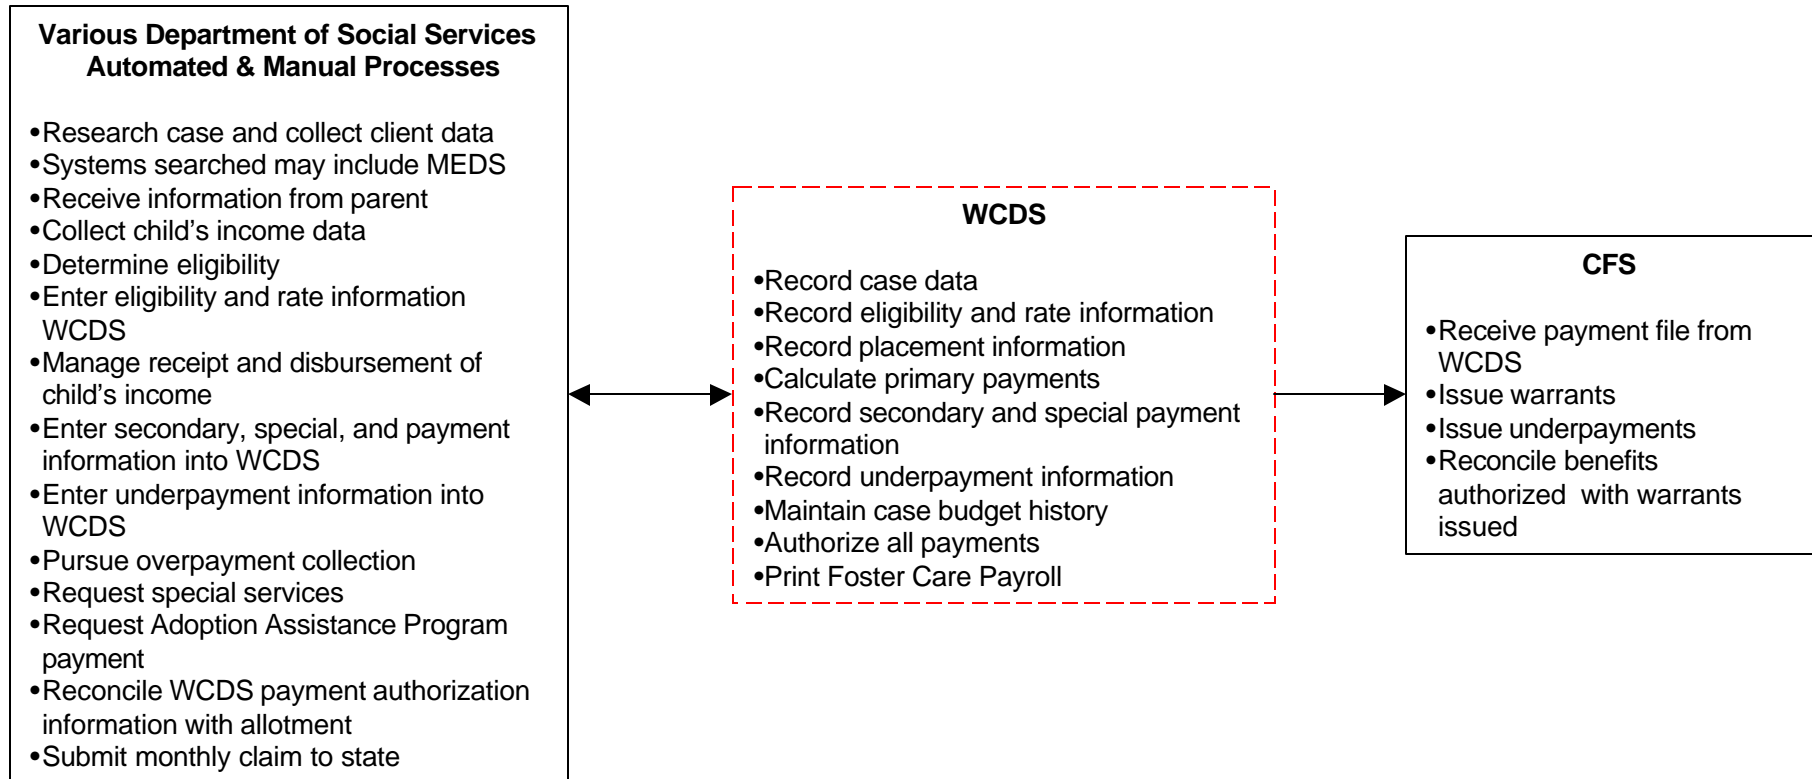 Various Department of Social Services
Automated & Manual Processes
•Research case and collect client data
•Systems searched may include MEDS
•Receive information from parent
•Collect child's income data
•Determine eligibility
•Enter eligibility and rate information
WCDS
•Manage receipt and disbursement of
child's income
•Enter secondary, special, and payment
information into WCDS
•Enter underpayment information into
WCDS
•Pursue overpayment collection
•Request special services
•Request Adoption Assistance Program
payment
•Reconcile WCDS payment authorization
information with allotment
•Submit monthly claim to state
WCDS
•Record case data
•Record eligibility and rate information
•Record placement information
•Calculate primary payments
•Record secondary and special payment
information
•Record underpayment information
•Maintain case budget history
•Authorize all payments
•Print Foster Care Payroll
CFS
•Receive payment file from
WCDS
•Issue warrants
•Issue underpayments
•Reconcile benefits
authorized  with warrants
issued